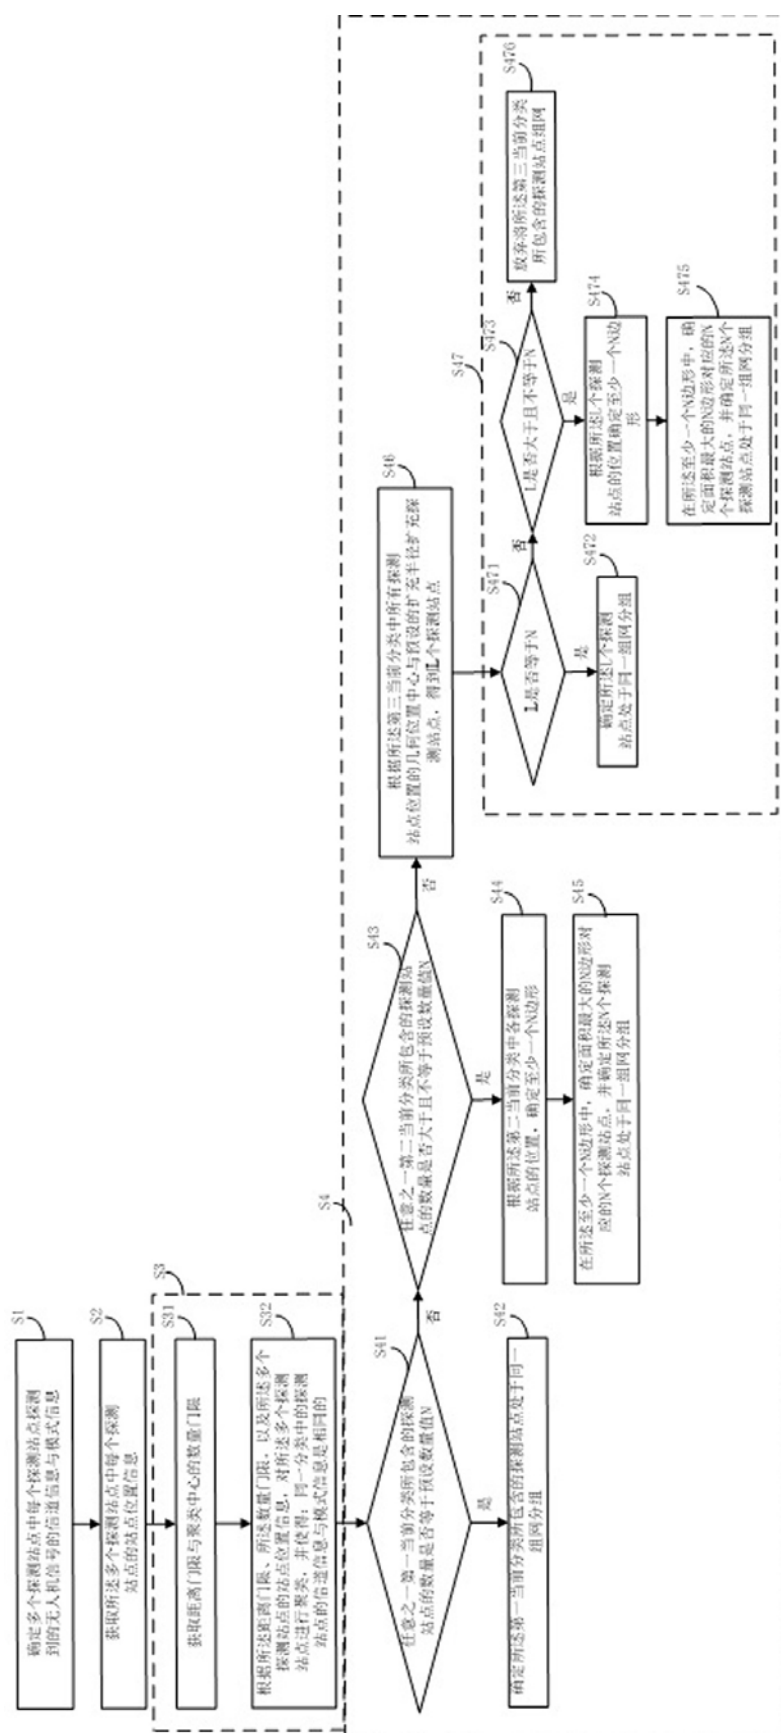 S1
确定多个探测站点中每个探测站点探测
到的无人机信号的信道信息与模式信息
S2
获取所述多个探测站点中每个探测
站点的站点位置信息
S3
S31
获取距离门限与聚类中心的数量门限
S32
根据所述距离门限、所述数量门限，以及所述多个
探测站点的站点位置信息，对所述多个探测
站点进行聚类，并使得：同一分类中的探测
站点的信道信息与模式信息是相同的
S4
S41
任意之一第一当前分类所包含的探测
站点的数量是否等于预设数量值N
是
否
S42
确定所述第一当前分类所包含的探测站点处于同一
组网分组
S43
任意之一第二当前分类所包含的探测站
点的数量是否大于且不等于预设数量值N
是
否
S44
根据所述第二当前分类中各探测
站点的位置，确定至少一个N边形
S45
在所述至少一个N边形中，确定面积最大的N边形对
应的N个探测站点，并确定所述N个探测
站点处于同一组网分组
S46
根据所述第三当前分类中所有探测
站点位置的几何位置中心与预设的扩充半径扩充探
测站点，得到L个探测站点
S47
S471
L是否等于N
是
否
S472
确定所述L个探测
站点处于同一组网分组
S473
L是否大于且不等于N
是
否
S474
根据所述L个探测
站点的位置确定至少一个N边
形
S475
在所述至少一个N边形中，确
定面积最大的N边形对应的N
个探测站点，并确定所述N个
探测站点处于同一组网分组
S476
放弃将所述第三当前分类
所包含的探测站点组网